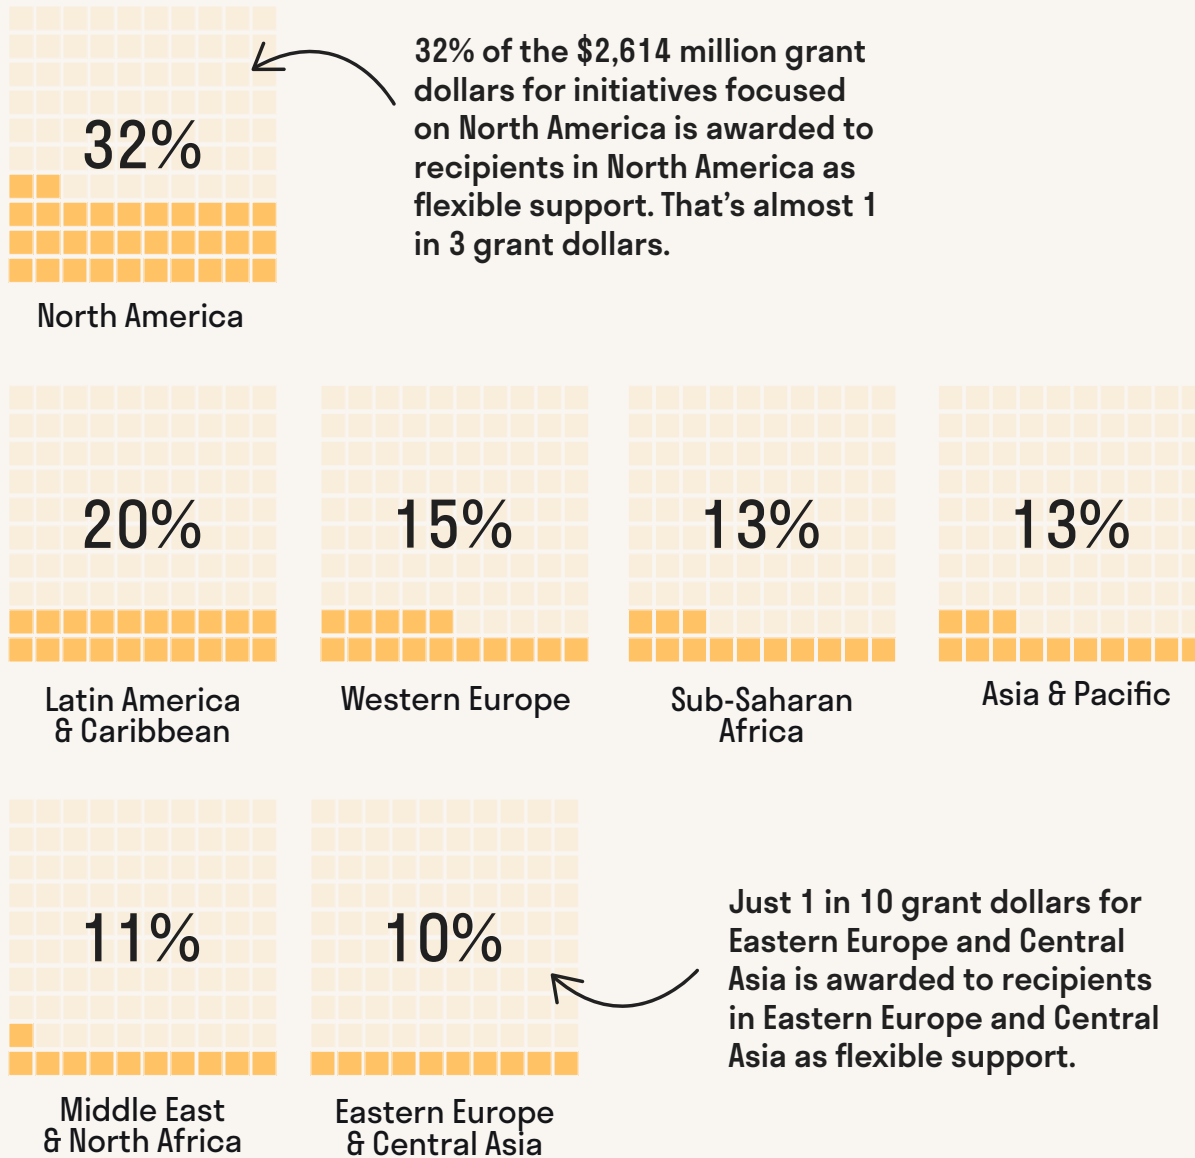 32%
32% of the $2,614 million grant
dollars for initiatives focused
on North America is awarded to
recipients in North America as
flexible support. That's almost 1
in 3 grant dollars.
North America
20%
Latin America
& Caribbean
15%
Western Europe
13%
Sub-Saharan
Africa
13%
Asia & Pacific
11%
Middle East
& North Africa
10%
Eastern Europe
& Central Asia
Just 1 in 10 grant dollars for
Eastern Europe and Central
Asia is awarded to recipients
in Eastern Europe and Central
Asia as flexible support.